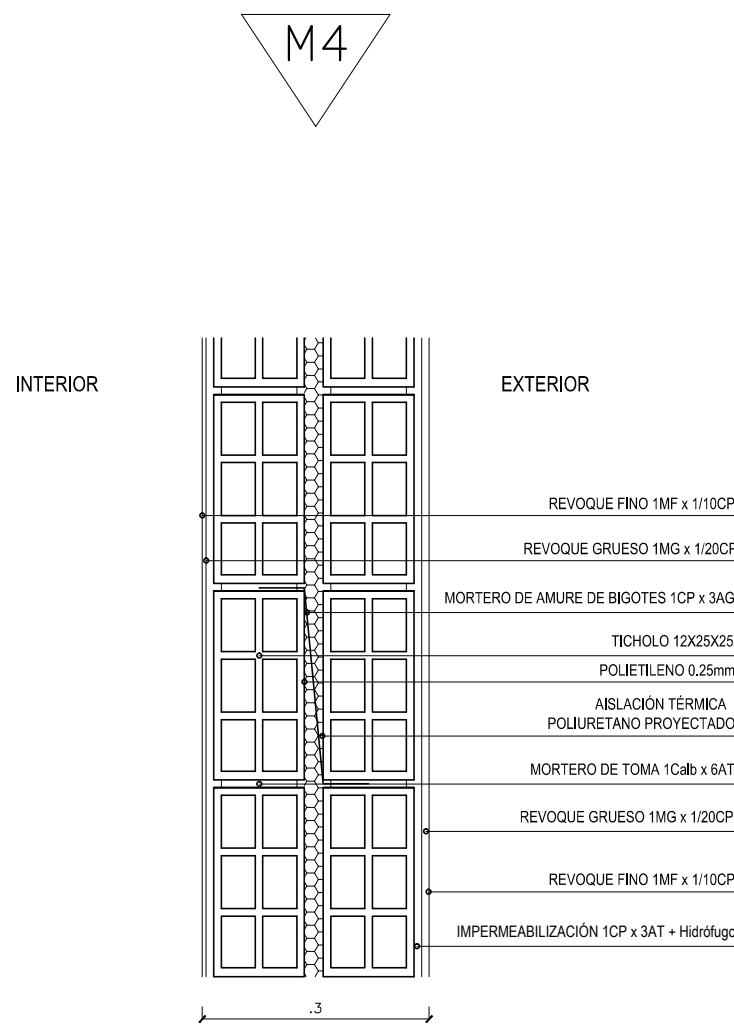 M4
INTERIOR
EXTERIOR
REVOQUE FINO 1MF x 1/10CP
REVOQUE GRUESO 1MG x 1/20CP
MORTERO DE AMURE DE BIGOTES 1CP x 3AG
TICHOLO 12X25X25
POLIETILENO 0.25mm
AISLACIÓN TÉRMICA
POLIURETANO PROYECTADO
MORTERO DE TOMA 1Calb x 6AT
REVOQUE GRUESO 1MG x 1/20CP
REVOQUE FINO 1MF x 1/10CP
IMPERMEABILIZACIÓN 1CP x 3AT + Hidrófugo
.3